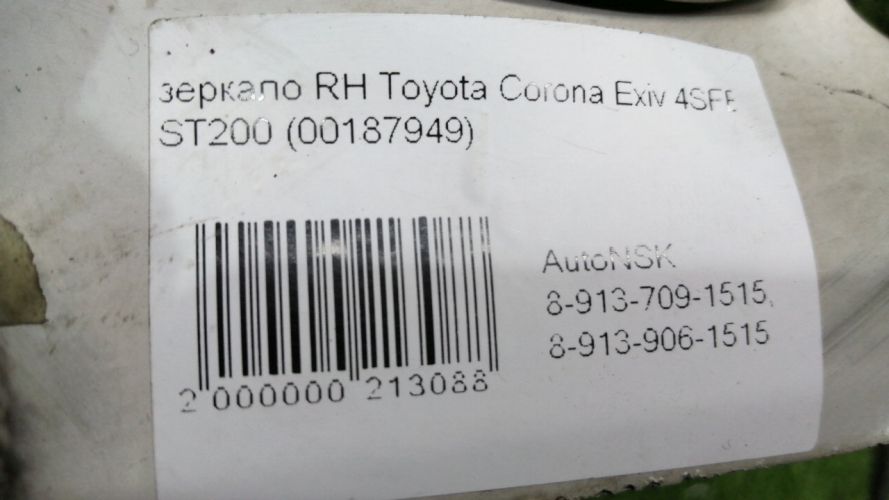 зеркало RH Toyota Corona Exiv 4SFE
ST200 (00187949)
AutoNSK
8-913-709-1515,
8-913-906-1515
2 000000 213088